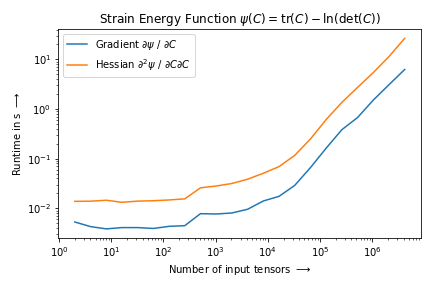 Strain Energy Function ψ(C) = tr(C) − ln(det(C))
Gradient ∂ψ / ∂C
Hessian ∂²ψ / ∂C∂C
Runtime in s ⟶
10¹
10⁰
10⁻¹
10⁻²
10⁰ 10¹ 10² 10³ 10⁴ 10⁵ 10⁶
Number of input tensors ⟶